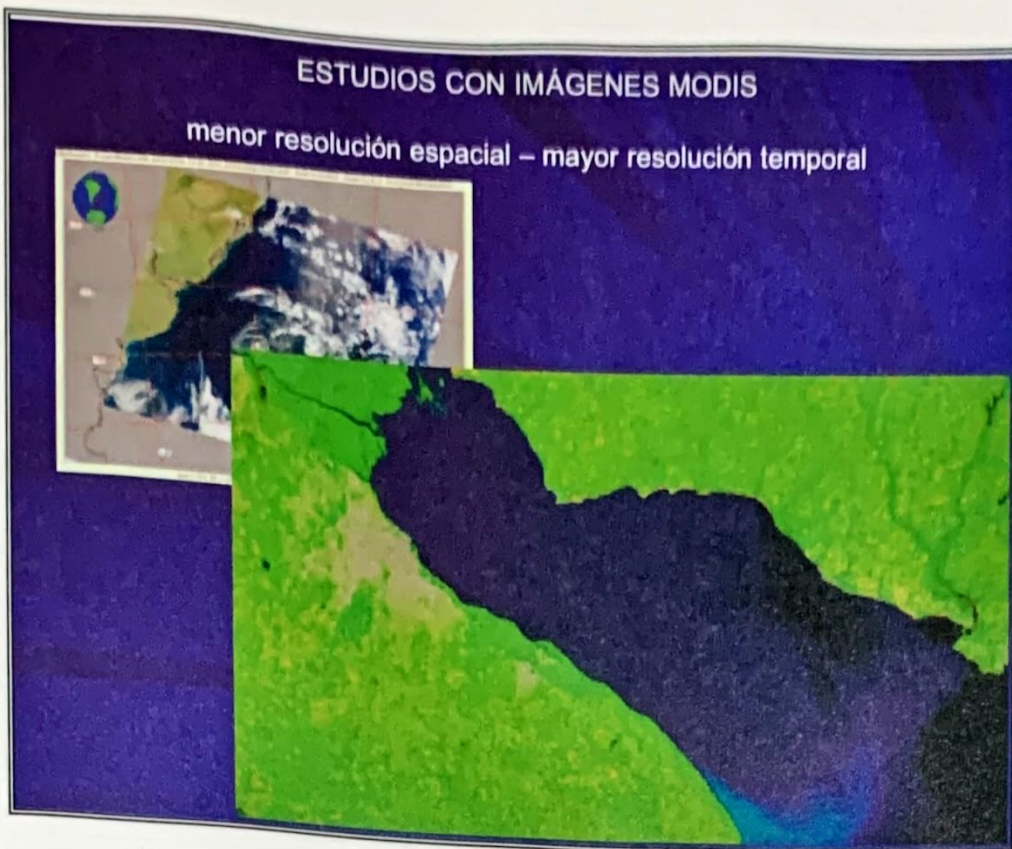 ESTUDIOS CON IMÁGENES MODIS
menor resolución espacial – mayor resolución temporal